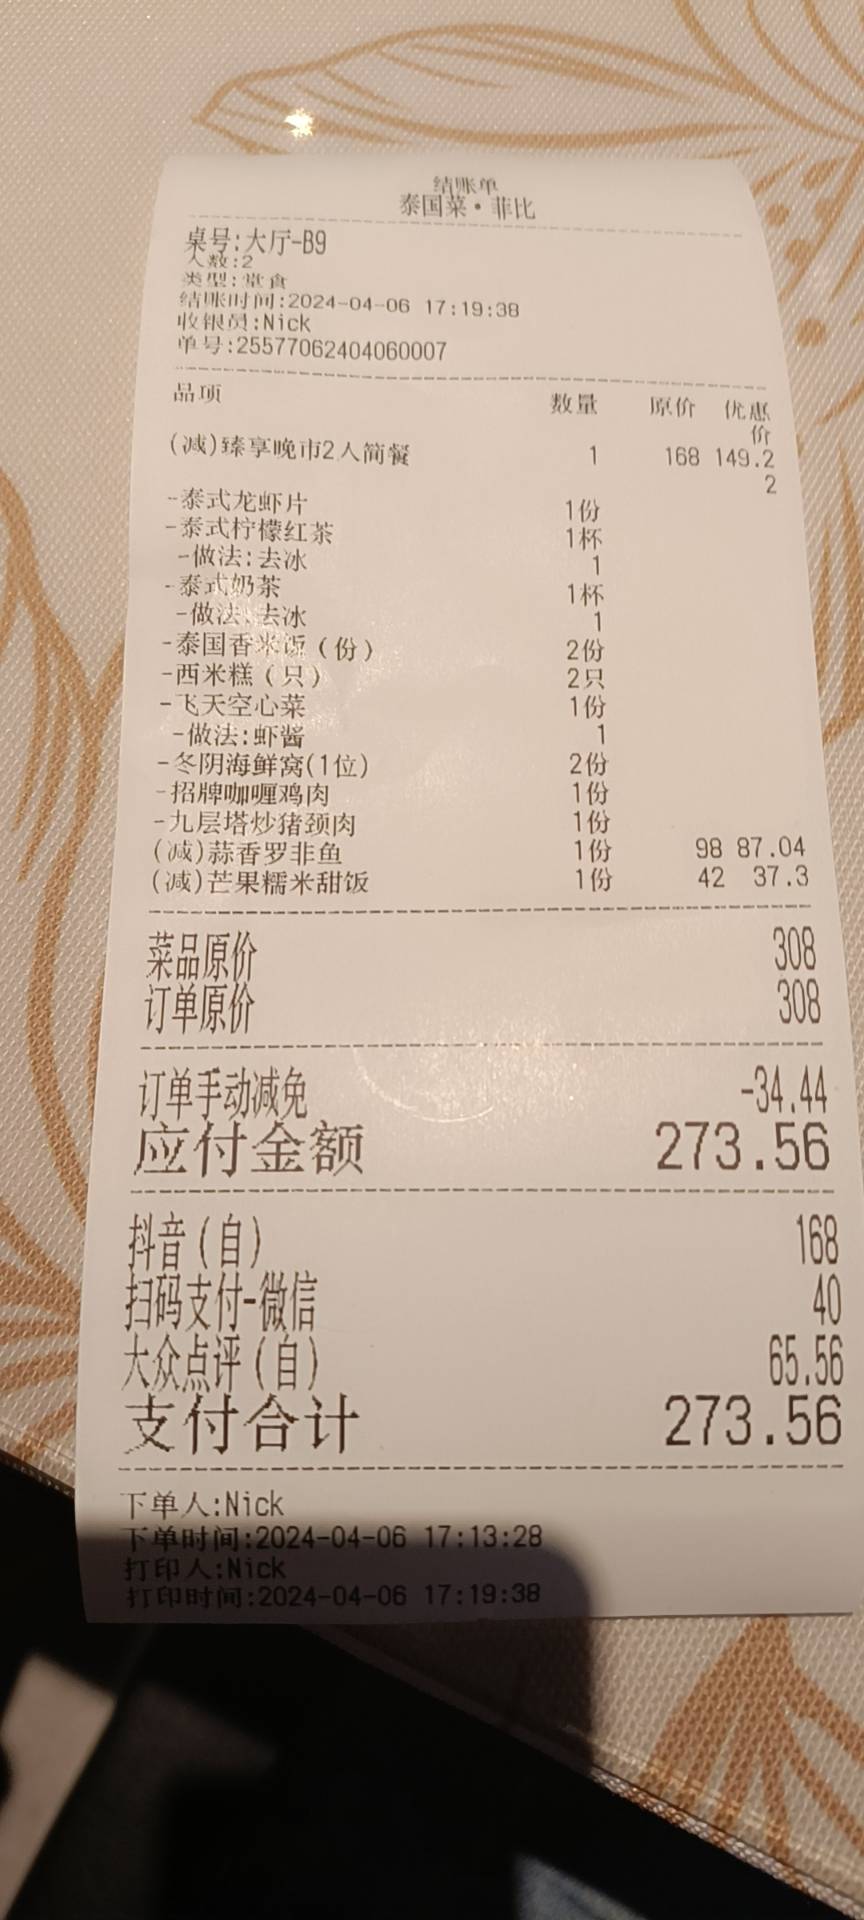 结账单
泰国菜·菲比
桌号:大厅-B9
人数:2
类型:堂食
结账时间:2024-04-06 17:19:38
收银员:Nick
单号:25577062404060007
品项 数量 原价 优惠
价
(减)臻享晚市2人简餐 1 168 149.2
2
-泰式龙虾片 1份
-泰式柠檬红茶 1杯
-做法:去冰 1
-泰式奶茶 1杯
-做法:去冰 1
-泰国香米饭(份) 2份
-西米糕(只) 2只
-飞天空心菜 1份
-做法:虾酱 1
-冬阴海鲜窝(1位) 2份
-招牌咖喱鸡肉 1份
-九层塔炒猪颈肉 1份
(减)蒜香罗非鱼 1份 98 87.04
(减)芒果糯米甜饭 1份 42 37.3
菜品原价 308
订单原价 308
订单手动减免 -34.44
应付金额 273.56
抖音(自) 168
扫码支付-微信 40
大众点评(自) 65.56
支付合计 273.56
下单人:Nick
下单时间:2024-04-06 17:13:28
打印人:Nick
打印时间:2024-04-06 17:19:38